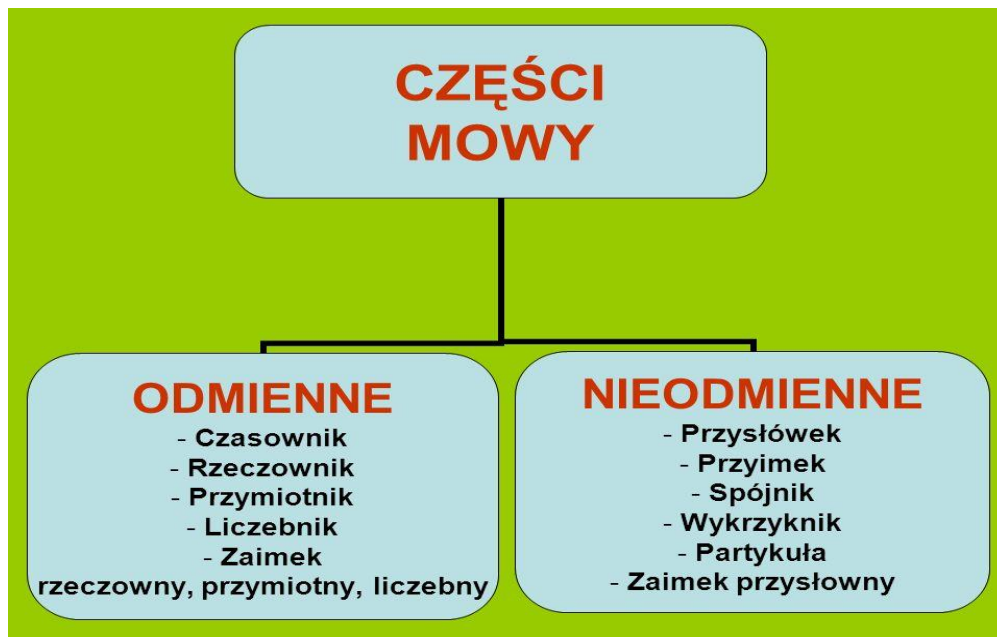 CZĘŚCI
MOWY
ODMIENNE
- Czasownik
- Rzeczownik
- Przymiotnik
- Liczebnik
- Zaimek
rzeczowny, przymiotny, liczebny
NIEODMIENNE
- Przysłówek
- Przyimek
- Spójnik
- Wykrzyknik
- Partykuła
- Zaimek przysłowny